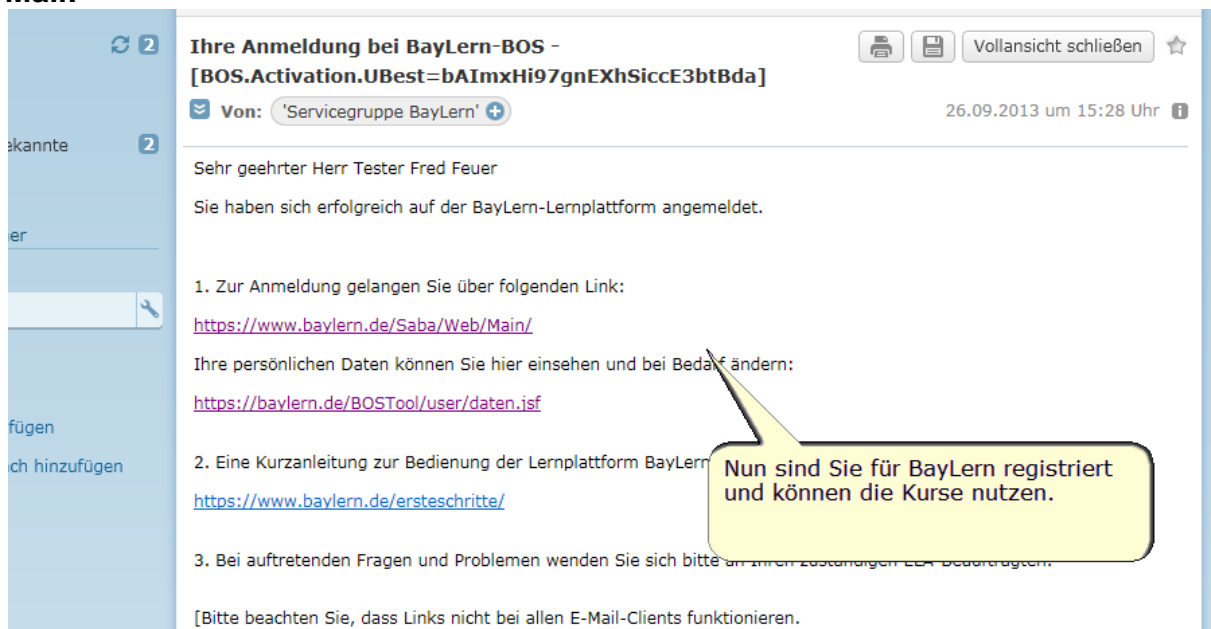 2
Ihre Anmeldung bei BayLern-BOS -
[BOS.Activation.UBest=bAImxHi97gnEXhSiccE3btBda]
Vollansicht schließen
Von: 'Servicegruppe BayLern'
26.09.2013 um 15:28 Uhr
ekannte 2
Sehr geehrter Herr Tester Fred Feuer
Sie haben sich erfolgreich auf der BayLern-Lernplattform angemeldet.
er
1. Zur Anmeldung gelangen Sie über folgenden Link:
https://www.baylern.de/Saba/Web/Main/
Ihre persönlichen Daten können Sie hier einsehen und bei Bedarf ändern:
https://baylern.de/BOSTool/user/daten.jsf
fügen
ch hinzufügen
2. Eine Kurzanleitung zur Bedienung der Lernplattform BayLern
https://www.baylern.de/ersteschritte/
Nun sind Sie für BayLern registriert
und können die Kurse nutzen.
3. Bei auftretenden Fragen und Problemen wenden Sie sich bitte
[Bitte beachten Sie, dass Links nicht bei allen E-Mail-Clients funktionieren.